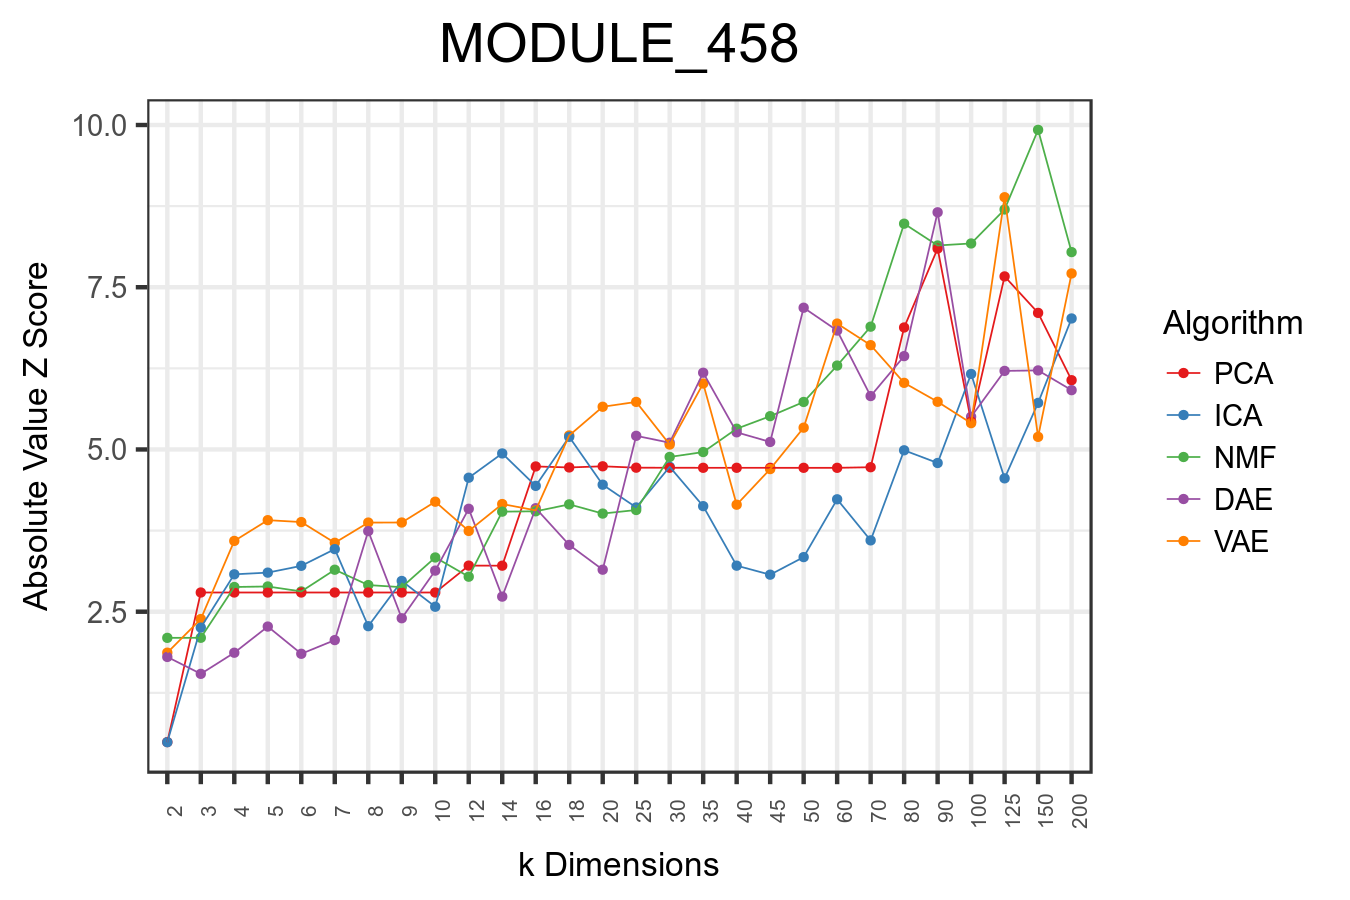 MODULE_458
Absolute Value Z Score
10.0
7.5
5.0
2.5
2 3 4 5 6 7 8 9 10 12 14 16 18 20 25 30 35 40 45 50 60 70 80 90 100 125 150 200
k Dimensions
Algorithm
PCA
ICA
NMF
DAE
VAE